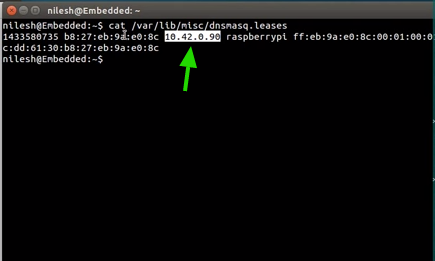 nilesh@Embedded: ~
nilesh@Embedded:~$ cat /var/lib/misc/dnsmasq.leases
1433580735 b8:27:eb:9a:e0:8c 10.42.0.90 raspberrypi ff:eb:9a:e0:8c:00:01:00:01:1
c:dd:61:30:b8:27:eb:9a:e0:8c
nilesh@Embedded:~$